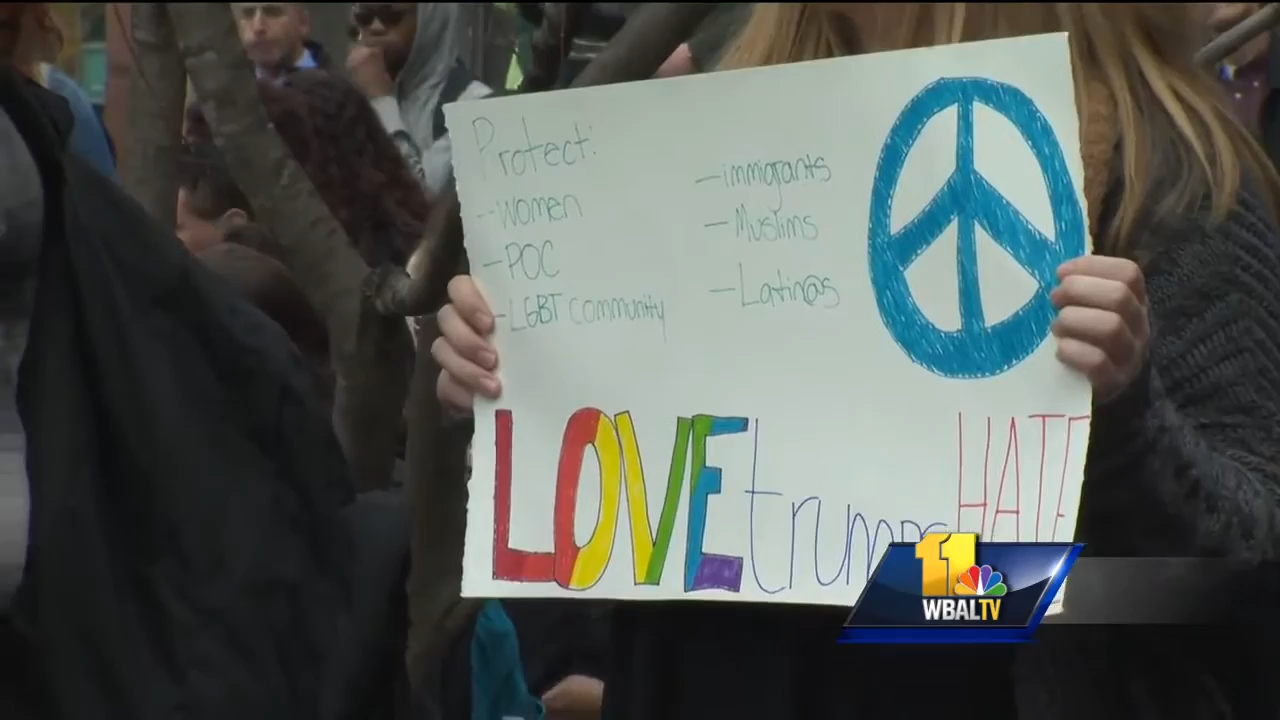 Protect:
- women
- POC
- LGBT community
- immigrants
- Muslims
- Latin@s
LOVE trumps HATE
11
WBALTV